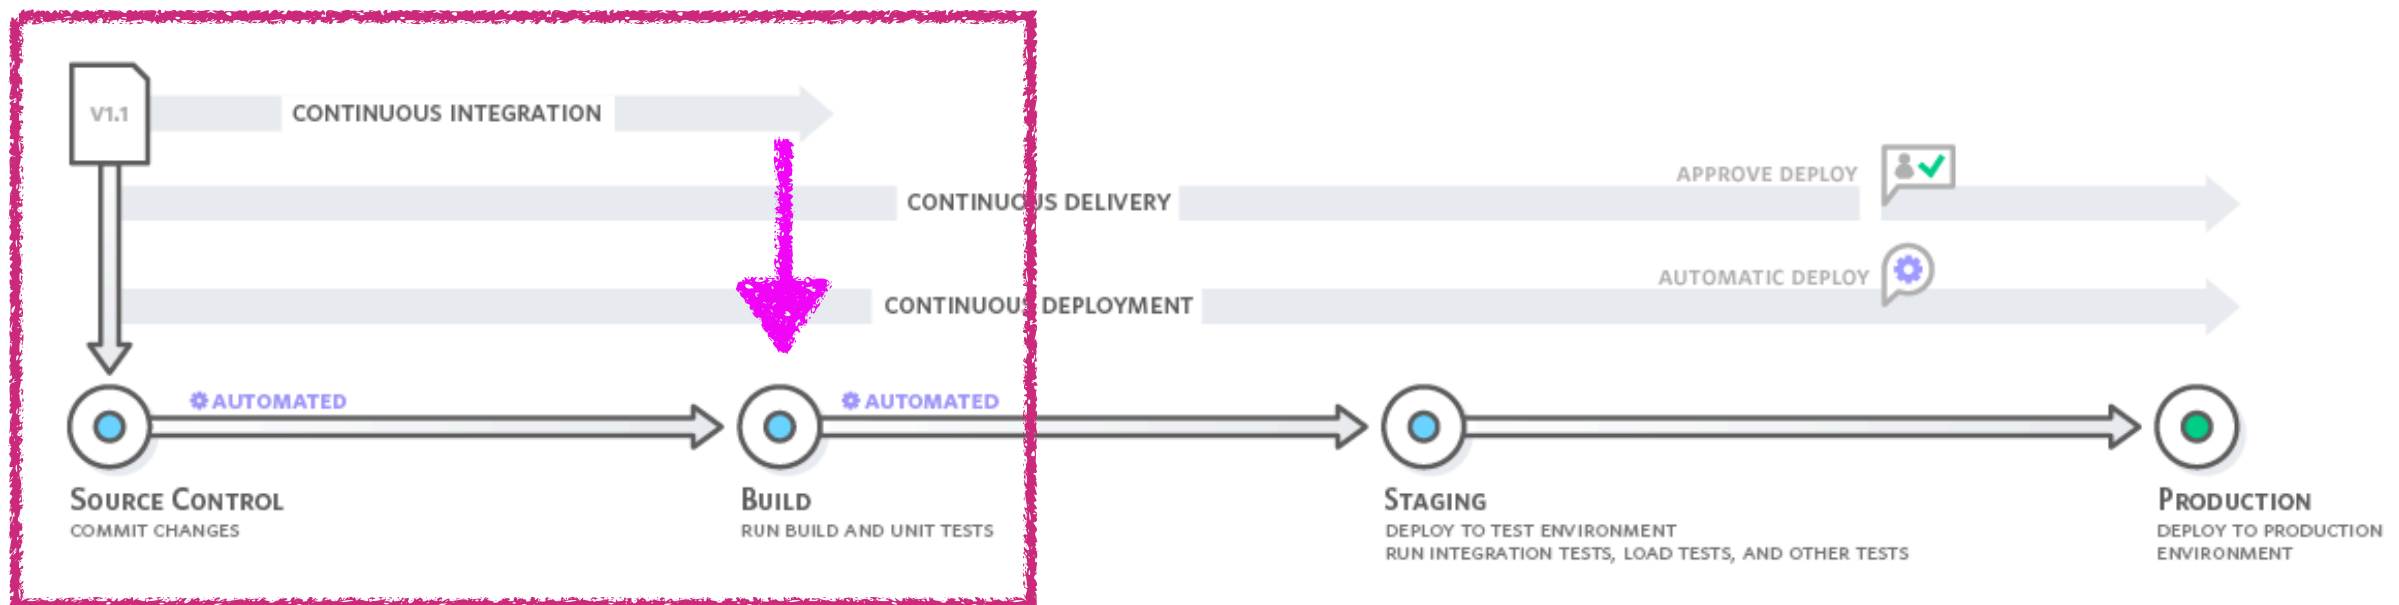 V1.1
CONTINUOUS INTEGRATION
APPROVE DEPLOY
CONTINUOUS DELIVERY
AUTOMATIC DEPLOY
CONTINUOUS DEPLOYMENT
AUTOMATED
AUTOMATED
SOURCE CONTROL
COMMIT CHANGES
BUILD
RUN BUILD AND UNIT TESTS
STAGING
DEPLOY TO TEST ENVIRONMENT
RUN INTEGRATION TESTS, LOAD TESTS, AND OTHER TESTS
PRODUCTION
DEPLOY TO PRODUCTION
ENVIRONMENT